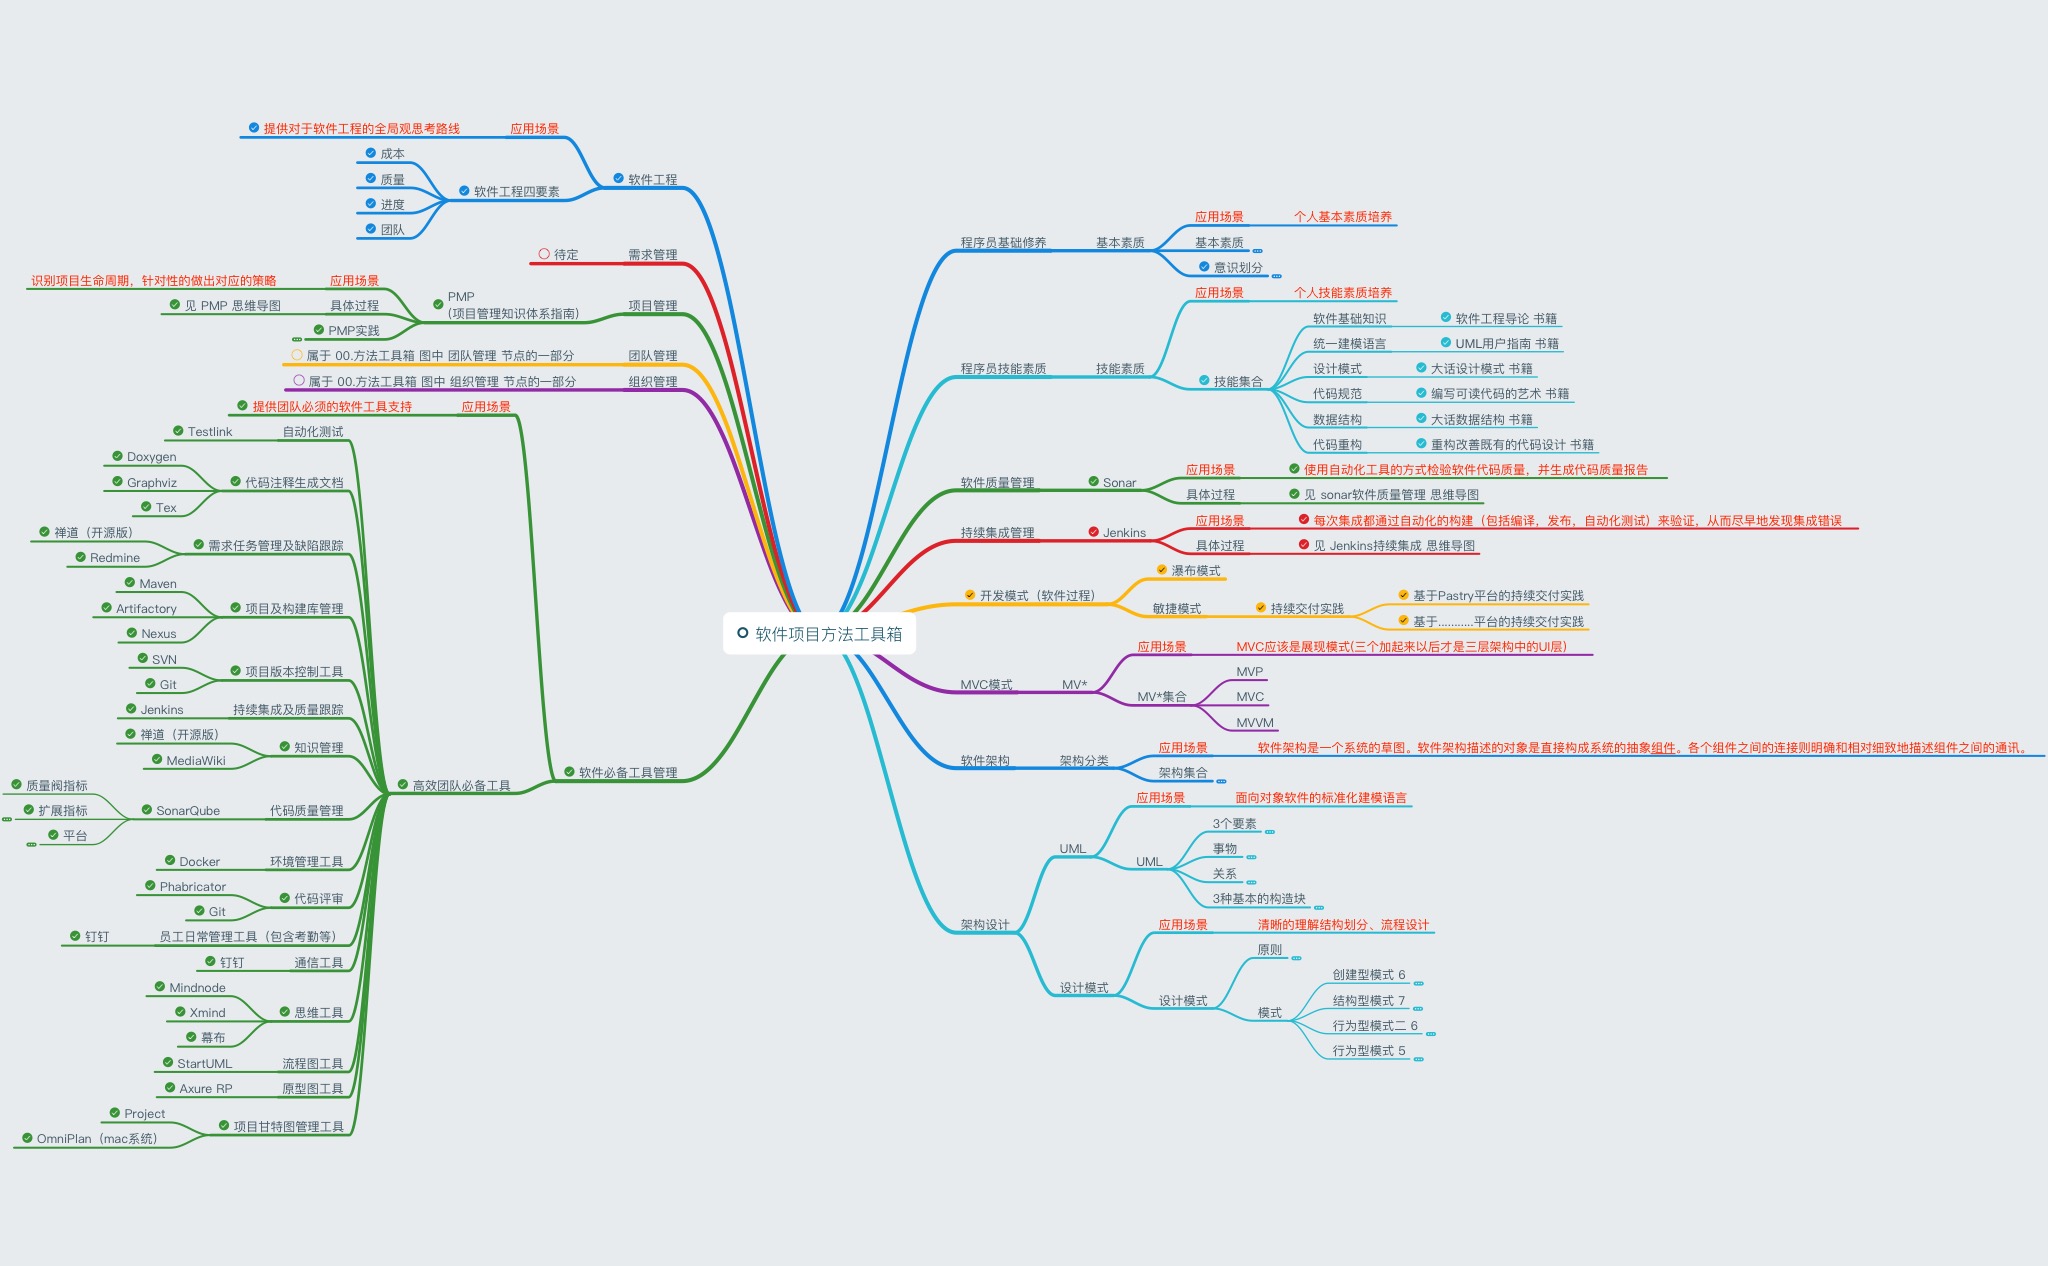 软件项目方法工具箱
软件工程
应用场景
提供对于软件工程的全局观思考路线
软件工程四要素
成本
质量
进度
团队
需求管理
待定
项目管理
PMP
(项目管理知识体系指南)
应用场景
识别项目生命周期，针对性的做出对应的策略
具体过程
见 PMP 思维导图
PMP实践
团队管理
属于 00.方法工具箱 图中 团队管理 节点的一部分
组织管理
属于 00.方法工具箱 图中 组织管理 节点的一部分
软件必备工具管理
应用场景
提供团队必须的软件工具支持
高效团队必备工具
自动化测试
Testlink
代码注释生成文档
Doxygen
Graphviz
Tex
需求任务管理及缺陷跟踪
禅道（开源版）
Redmine
项目及构建库管理
Maven
Artifactory
Nexus
项目版本控制工具
SVN
Git
持续集成及质量跟踪
Jenkins
知识管理
禅道（开源版）
MediaWiki
代码质量管理
SonarQube
质量阀指标
扩展指标
平台
环境管理工具
Docker
代码评审
Phabricator
Git
员工日常管理工具（包含考勤等）
钉钉
通信工具
钉钉
思维工具
Mindnode
Xmind
幕布
流程图工具
StartUML
原型图工具
Axure RP
项目甘特图管理工具
Project
OmniPlan（mac系统）
程序员基础修养
基本素质
应用场景
个人基本素质培养
基本素质
意识划分
程序员技能素质
技能素质
应用场景
个人技能素质培养
技能集合
软件基础知识
软件工程导论 书籍
统一建模语言
UML用户指南 书籍
设计模式
大话设计模式 书籍
代码规范
编写可读代码的艺术 书籍
数据结构
大话数据结构 书籍
代码重构
重构改善既有的代码设计 书籍
软件质量管理
Sonar
应用场景
使用自动化工具的方式检验软件代码质量，并生成代码质量报告
具体过程
见 sonar软件质量管理 思维导图
持续集成管理
Jenkins
应用场景
每次集成都通过自动化的构建（包括编译，发布，自动化测试）来验证，从而尽早地发现集成错误
具体过程
见 Jenkins持续集成 思维导图
开发模式（软件过程）
瀑布模式
敏捷模式
持续交付实践
基于Pastry平台的持续交付实践
基于...........平台的持续交付实践
MVC模式
MV*
应用场景
MVC应该是展现模式(三个加起来以后才是三层架构中的UI层)
MV*集合
MVP
MVC
MVVM
软件架构
架构分类
应用场景
软件架构是一个系统的草图。软件架构描述的对象是直接构成系统的抽象组件。各个组件之间的连接则明确和相对细致地描述组件之间的通讯。
架构集合
架构设计
UML
应用场景
面向对象软件的标准化建模语言
UML
3个要素
事物
关系
3种基本的构造块
设计模式
应用场景
清晰的理解结构划分、流程设计
设计模式
原则
模式
创建型模式 6
结构型模式 7
行为型模式二 6
行为型模式 5